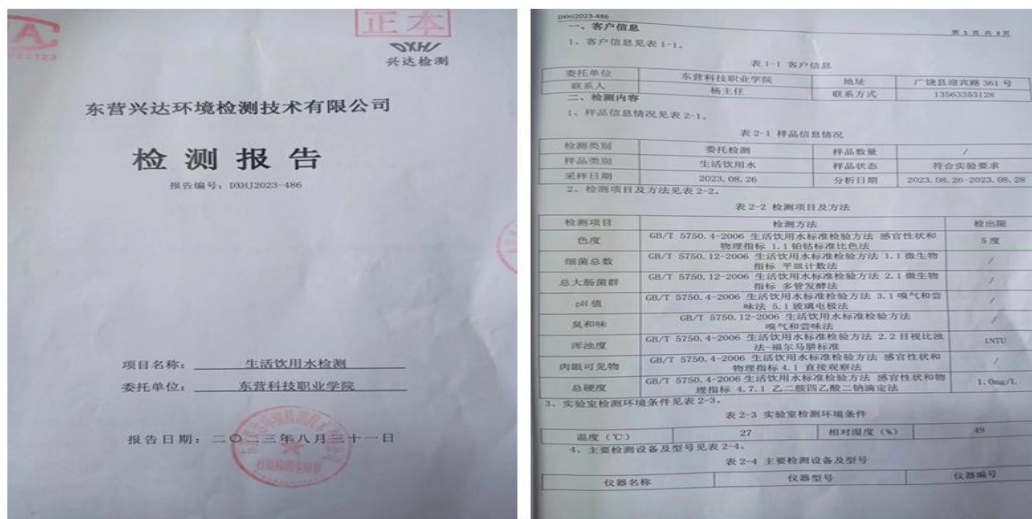 正本
DXHJ
兴达检测
东营兴达环境检测技术有限公司
检测报告
报告编号：DXHJ2023-486
项目名称： 生活饮用水检测
委托单位： 东营科技职业学院
报告日期：二〇二三年八月三十一日
DXHJ2023-486
第 1 页 共 3 页
一、客户信息
1、客户信息见表 1-1。
表 1-1 客户信息
委托单位 东营科技职业学院 地址 广饶县迎宾路 361 号
联系人 杨主任 联系方式 13563353128
二、检测内容
1、样品信息情况见表 2-1。
表 2-1 样品信息情况
检测类别 委托检测 样品数量 /
样品类别 生活饮用水 样品状态 符合实验要求
采样日期 2023.08.26 分析日期 2023.08.26-2023.08.28
2、检测项目及方法见表 2-2。
表 2-2 检测项目及方法
检测项目 检测方法 检出限
色度 GB/T 5750.4-2006 生活饮用水标准检验方法 感官性状和
物理指标 1.1 铂钴标准比色法 5 度
细菌总数 GB/T 5750.12-2006 生活饮用水标准检验方法 1.1 微生物
指标 平皿计数法 /
总大肠菌群 GB/T 5750.12-2006 生活饮用水标准检验方法 2.1 微生物
指标 多管发酵法 /
pH 值 GB/T 5750.4-2006 生活饮用水标准检验方法 3.1 嗅气和尝
味法 5.1 玻璃电极法 /
臭和味 GB/T 5750.12-2006 生活饮用水标准检验方法
嗅气和尝味法 /
浑浊度 GB/T 5750.4-2006 生活饮用水标准检验方法 2.2 目视比浊
法-福尔马肼标准 1NTU
肉眼可见物 GB/T 5750.4-2006 生活饮用水标准检验方法 感官性状和
物理指标 4.1 直接观察法 /
总硬度 GB/T 5750.4-2006 生活饮用水标准检验方法 感官性状和物
理指标 4.7.1 乙二胺四乙酸二钠滴定法 1.0mg/L
3、实验室检测环境条件见表 2-3。
表 2-3 实验室检测环境条件
温度（℃） 27 相对湿度（%） 49
4、主要检测设备及型号见表 2-4。
表 2-4 主要检测设备及型号
仪器名称 仪器型号 仪器编号